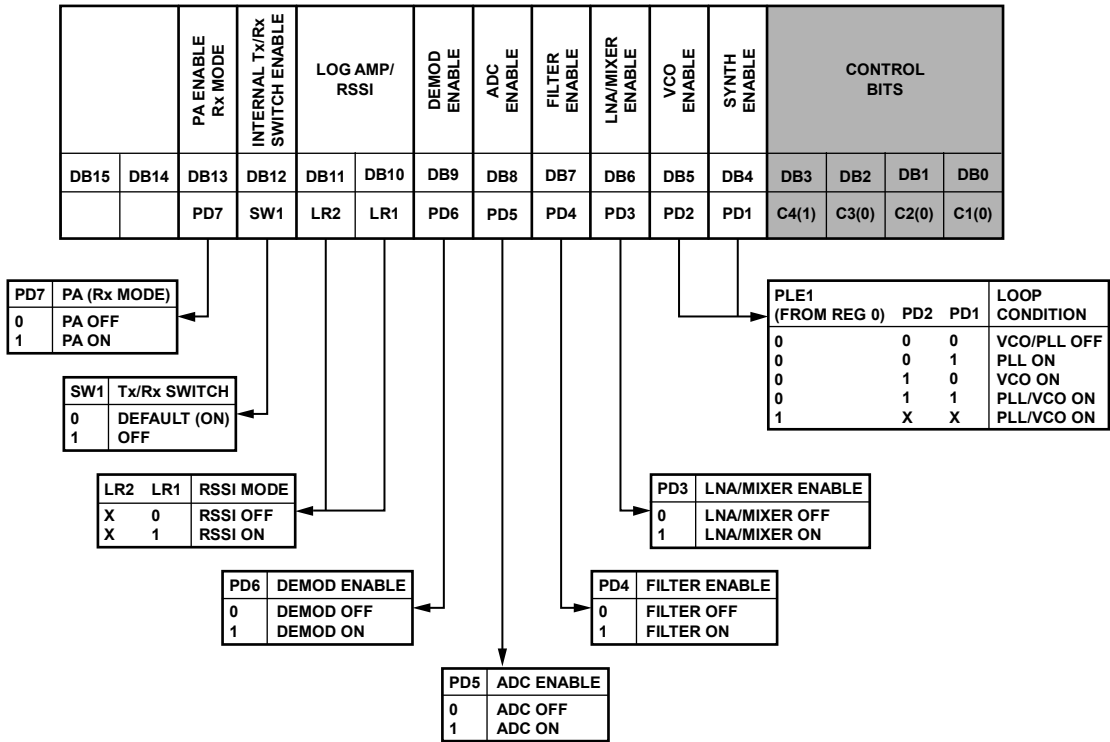 PA ENABLE
Rx MODE
INTERNAL Tx/Rx
SWITCH ENABLE
LOG AMP/
RSSI
DEMOD
ENABLE
ADC
ENABLE
FILTER
ENABLE
LNA/MIXER
ENABLE
VCO
ENABLE
SYNTH
ENABLE
CONTROL
BITS
DB15 DB14 DB13 DB12 DB11 DB10 DB9 DB8 DB7 DB6 DB5 DB4 DB3 DB2 DB1 DB0
PD7 SW1 LR2 LR1 PD6 PD5 PD4 PD3 PD2 PD1 C4(1) C3(0) C2(0) C1(0)
PD7 PA (Rx MODE)
0 PA OFF
1 PA ON
PLE1
(FROM REG 0) PD2 PD1 LOOP
CONDITION
0 0 0 VCO/PLL OFF
0 0 1 PLL ON
0 1 0 VCO ON
0 1 1 PLL/VCO ON
1 X X PLL/VCO ON
SW1 Tx/Rx SWITCH
0 DEFAULT (ON)
1 OFF
LR2 LR1 RSSI MODE
X 0 RSSI OFF
X 1 RSSI ON
PD3 LNA/MIXER ENABLE
0 LNA/MIXER OFF
1 LNA/MIXER ON
PD6 DEMOD ENABLE
0 DEMOD OFF
1 DEMOD ON
PD4 FILTER ENABLE
0 FILTER OFF
1 FILTER ON
PD5 ADC ENABLE
0 ADC OFF
1 ADC ON